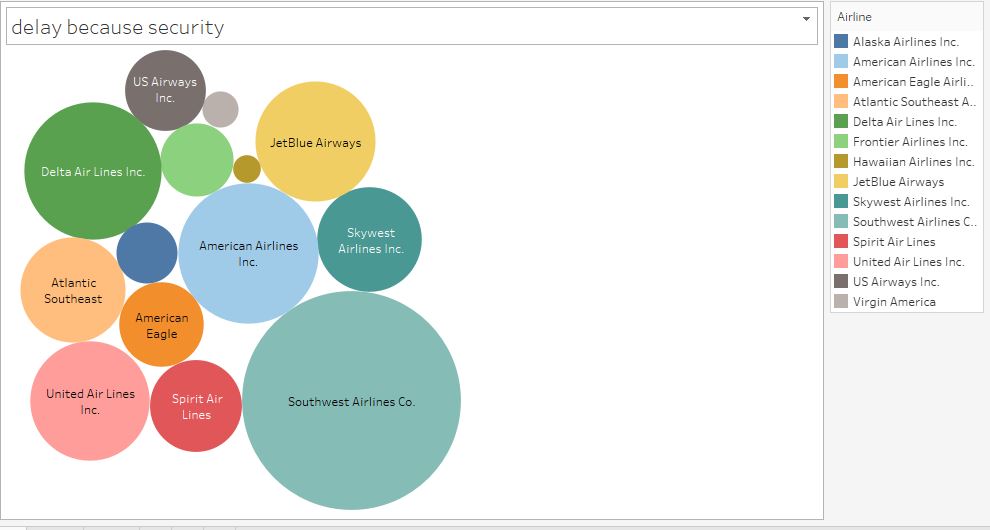 delay because security
US Airways
Inc.
JetBlue Airways
Delta Air Lines Inc.
American Airlines
Inc.
Skywest
Airlines Inc.
Atlantic
Southeast
American
Eagle
United Air Lines
Inc.
Spirit Air
Lines
Southwest Airlines Co.
Airline
Alaska Airlines Inc.
American Airlines Inc.
American Eagle Airli..
Atlantic Southeast A..
Delta Air Lines Inc.
Frontier Airlines Inc.
Hawaiian Airlines Inc.
JetBlue Airways
Skywest Airlines Inc.
Southwest Airlines C..
Spirit Air Lines
United Air Lines Inc.
US Airways Inc.
Virgin America